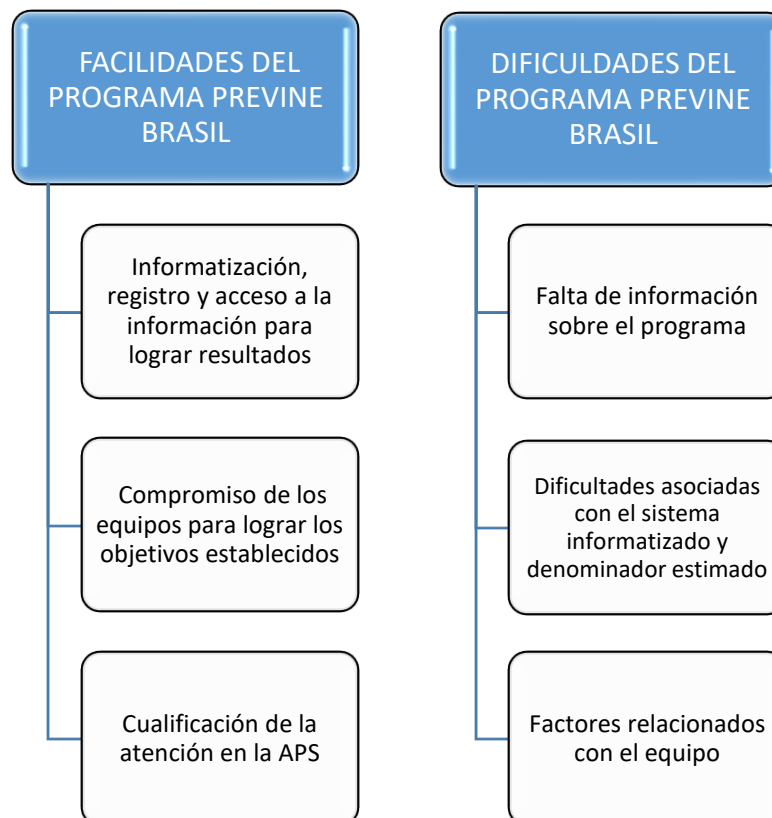 FACILIDADES DEL
PROGRAMA PREVINE
BRASIL
Informatización,
registro y acceso a la
información para
lograr resultados
Compromiso de los
equipos para lograr los
objetivos establecidos
Cualificación de la
atención en la APS
DIFICULDADES DEL
PROGRAMA PREVINE
BRASIL
Falta de información
sobre el programa
Dificultades asociadas
con el sistema
informatizado y
denominador estimado
Factores relacionados
con el equipo